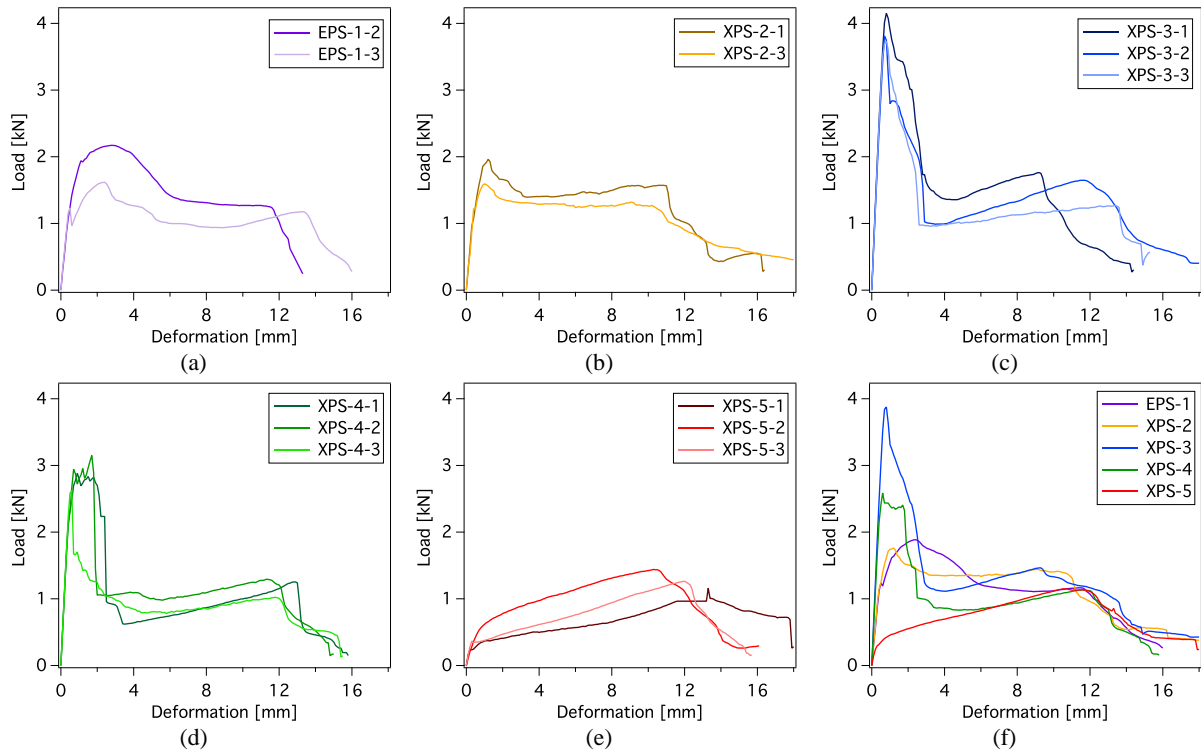 4
3
2
1
0
Load [kN]
EPS-1-2
EPS-1-3
0 4 8 12 16
Deformation [mm]
(a)
4
3
2
1
0
Load [kN]
XPS-2-1
XPS-2-3
0 4 8 12 16
Deformation [mm]
(b)
4
3
2
1
0
Load [kN]
XPS-3-1
XPS-3-2
XPS-3-3
0 4 8 12 16
Deformation [mm]
(c)
4
3
2
1
0
Load [kN]
XPS-4-1
XPS-4-2
XPS-4-3
0 4 8 12 16
Deformation [mm]
(d)
4
3
2
1
0
Load [kN]
XPS-5-1
XPS-5-2
XPS-5-3
0 4 8 12 16
Deformation [mm]
(e)
4
3
2
1
0
Load [kN]
EPS-1
XPS-2
XPS-3
XPS-4
XPS-5
0 4 8 12 16
Deformation [mm]
(f)